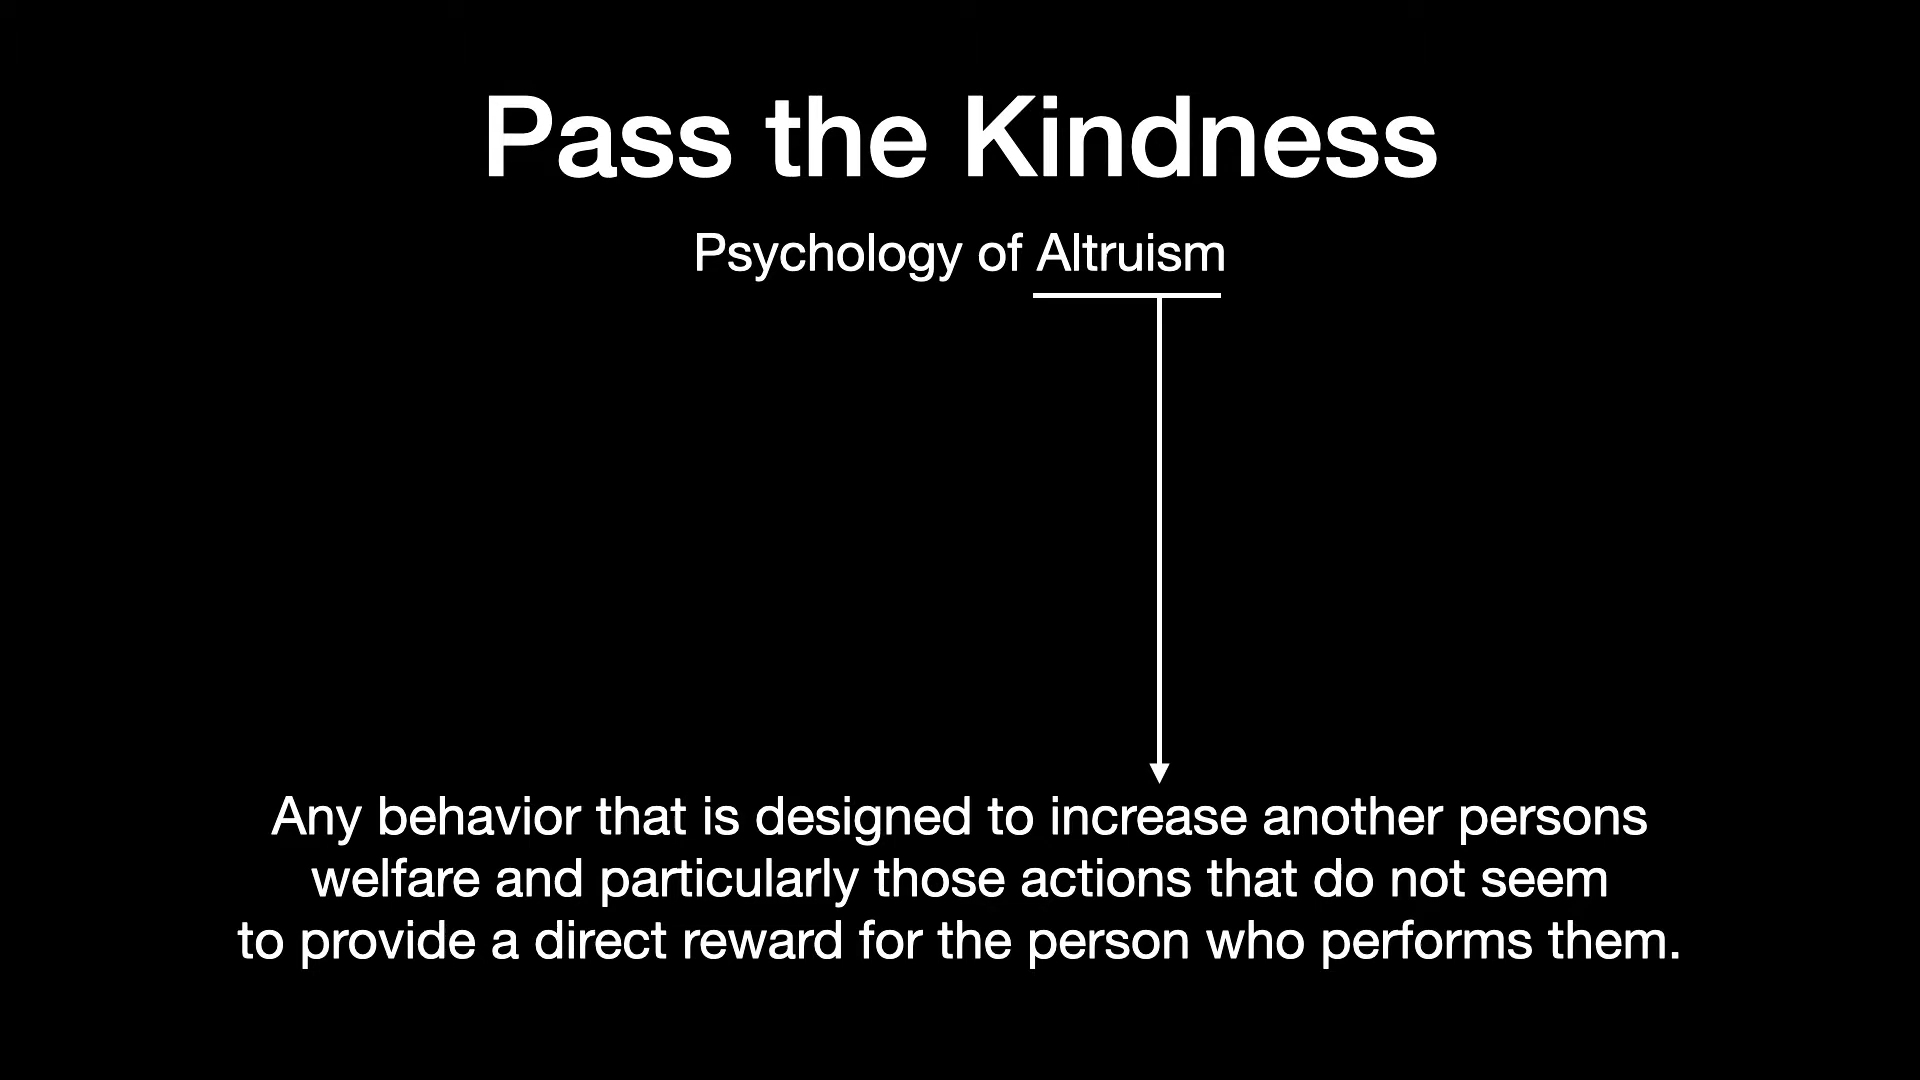 Pass the Kindness
Psychology of Altruism
Any behavior that is designed to increase another persons
welfare and particularly those actions that do not seem
to provide a direct reward for the person who performs them.